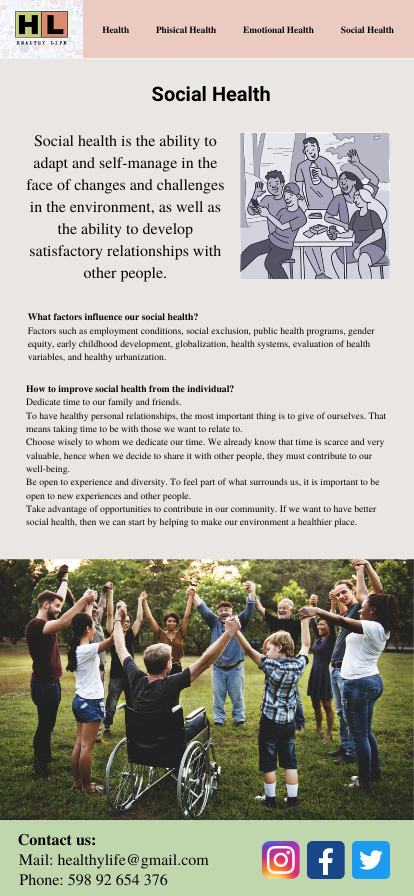 HL
HEALTHY LIFE
Health Phisical Health Emotional Health Social Health
Social Health
Social health is the ability to
adapt and self-manage in the
face of changes and challenges
in the environment, as well as
the ability to develop
satisfactory relationships with
other people.
What factors influence our social health?
Factors such as employment conditions, social exclusion, public health programs, gender
equity, early childhood development, globalization, health systems, evaluation of health
variables, and healthy urbanization.
How to improve social health from the individual?
Dedicate time to our family and friends.
To have healthy personal relationships, the most important thing is to give of ourselves. That
means taking time to be with those we want to relate to.
Choose wisely to whom we dedicate our time. We already know that time is scarce and very
valuable, hence when we decide to share it with other people, they must contribute to our
well-being.
Be open to experience and diversity. To feel part of what surrounds us, it is important to be
open to new experiences and other people.
Take advantage of opportunities to contribute in our community. If we want to have better
social health, then we can start by helping to make our environment a healthier place.
Contact us:
Mail: healthylife@gmail.com
Phone: 598 92 654 376